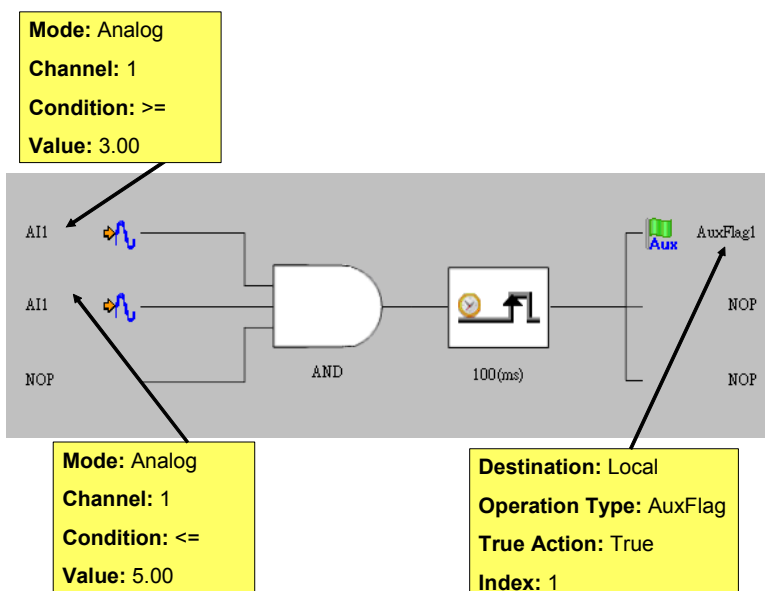 Mode: Analog
Channel: 1
Condition: >=
Value: 3.00
AI1
Aux
AuxFlag1
AI1
NOP
NOP
AND
100(ms)
NOP
Mode: Analog
Channel: 1
Condition: <=
Value: 5.00
Destination: Local
Operation Type: AuxFlag
True Action: True
Index: 1